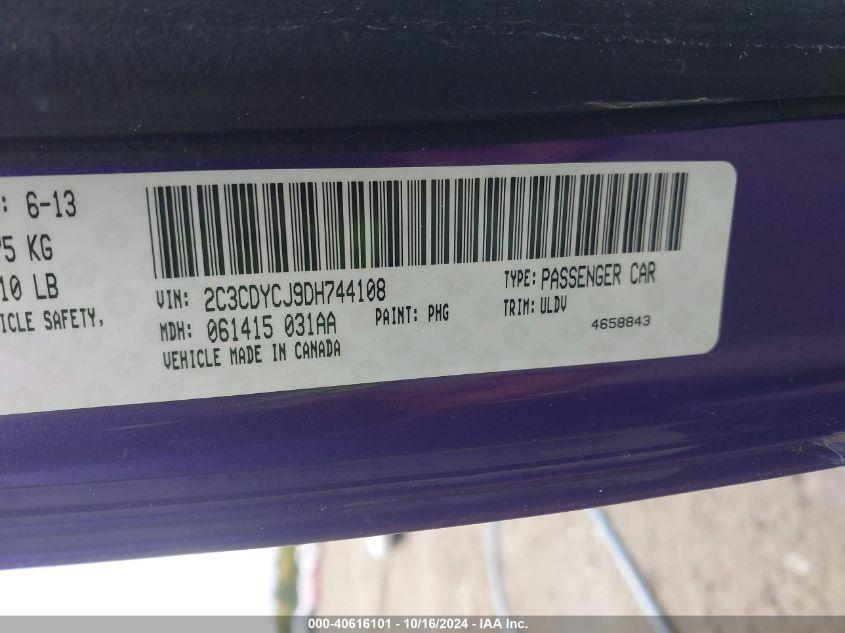 : 6-13
75 KG
10 LB
ICLE SAFETY,
VIN: 2C3CDYCJ9DH744108
TYPE: PASSENGER CAR
MDH: 061415 031AA
PAINT: PHG
TRIM: ULDV
VEHICLE MADE IN CANADA
4658843
000-40616101 - 10/16/2024 - IAA Inc.